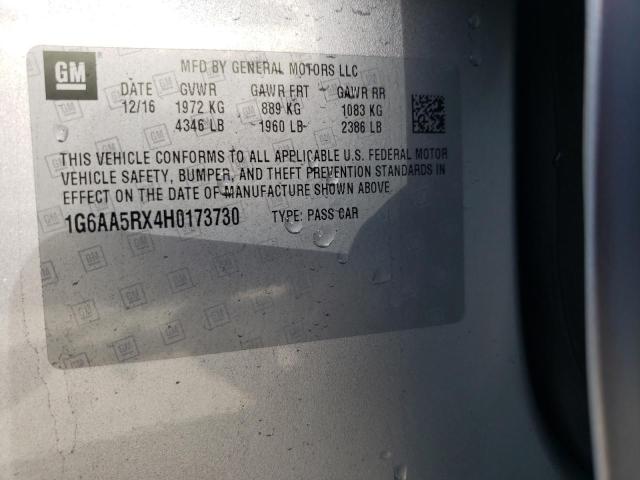 GM
MFD BY GENERAL MOTORS LLC
DATE GVWR GAWR FRT GAWR RR
12/16 1972 KG 889 KG 1083 KG
4346 LB 1960 LB 2386 LB
THIS VEHICLE CONFORMS TO ALL APPLICABLE U.S. FEDERAL MOTOR
VEHICLE SAFETY, BUMPER, AND THEFT PREVENTION STANDARDS IN
EFFECT ON THE DATE OF MANUFACTURE SHOWN ABOVE.
1G6AA5RX4H0173730 TYPE: PASS CAR